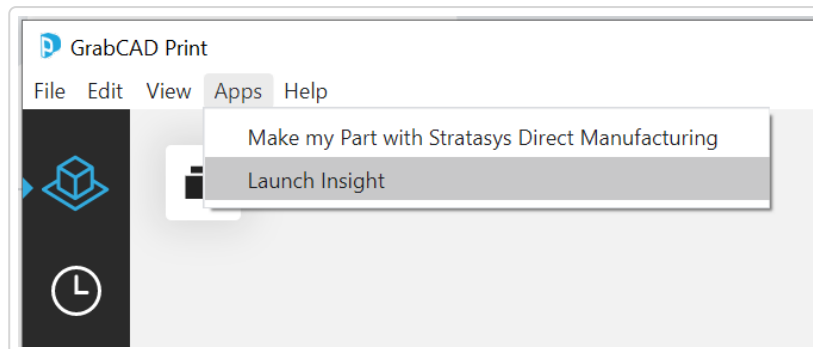 GrabCAD Print
File Edit View Apps Help
Make my Part with Stratasys Direct Manufacturing
Launch Insight